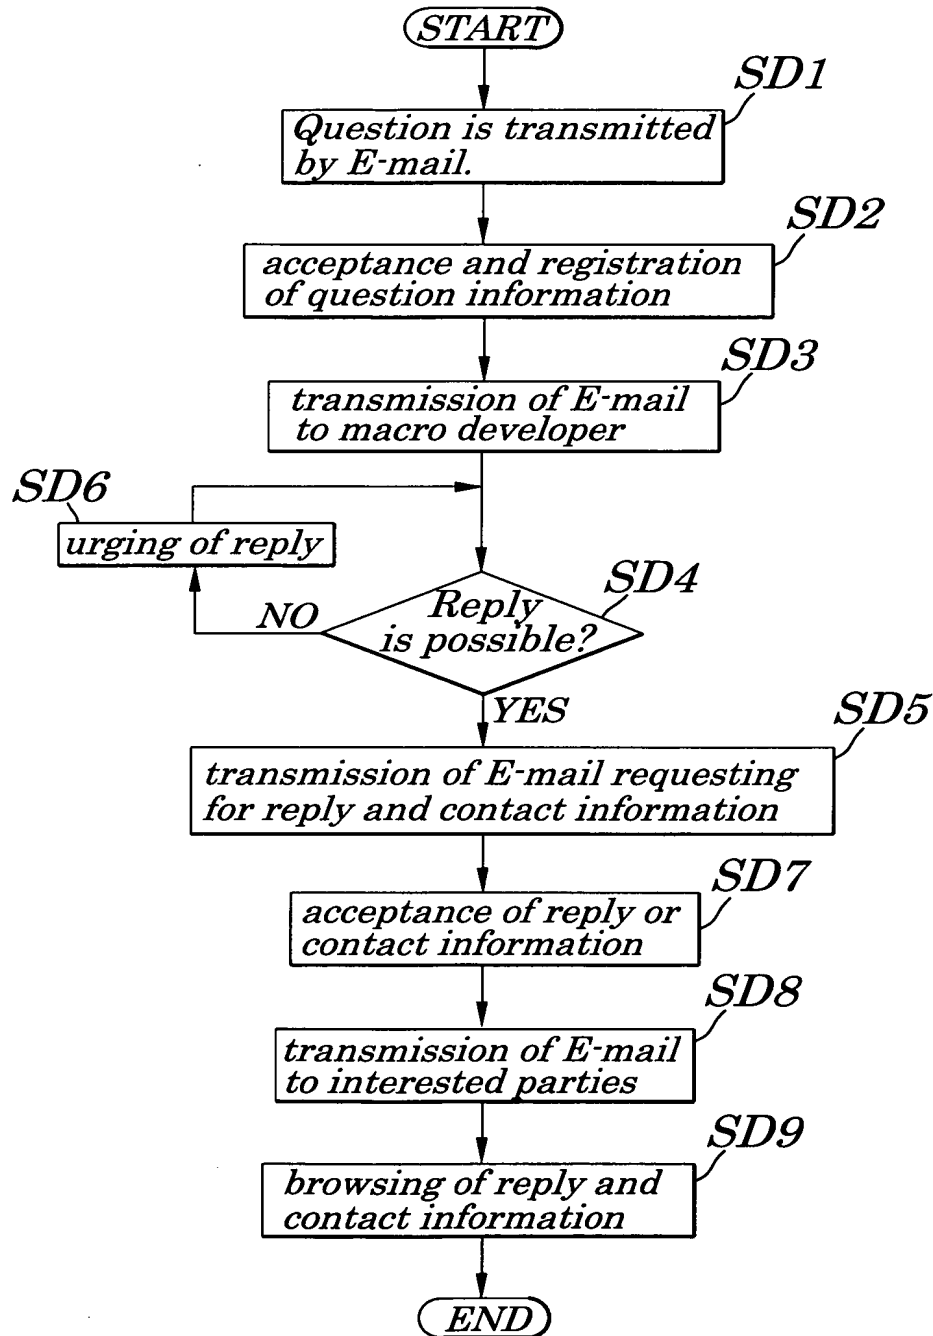 START
SD1
Question is transmitted
by E-mail.
SD2
acceptance and registration
of question information
SD3
transmission of E-mail
to macro developer
SD6
urging of reply
SD4
NO
Reply
is possible?
YES
SD5
transmission of E-mail requesting
for reply and contact information
SD7
acceptance of reply or
contact information
SD8
transmission of E-mail
to interested parties
SD9
browsing of reply and
contact information
END